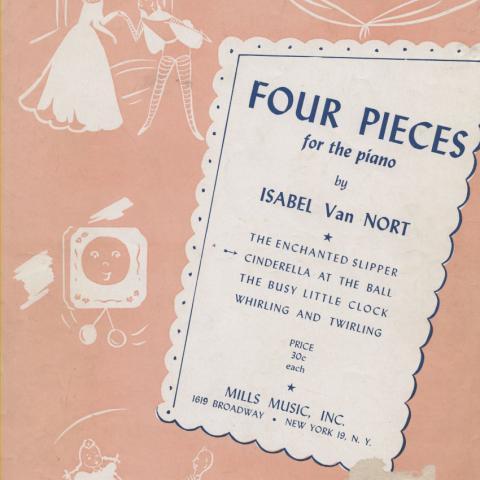 FOUR PIECES
for the piano
by
ISABEL Van NORT
THE ENCHANTED SLIPPER
CINDERELLA AT THE BALL
THE BUSY LITTLE CLOCK
WHIRLING AND TWIRLING
PRICE
30c
each
MILLS MUSIC, INC.
1619 BROADWAY • NEW YORK 19, N. Y.